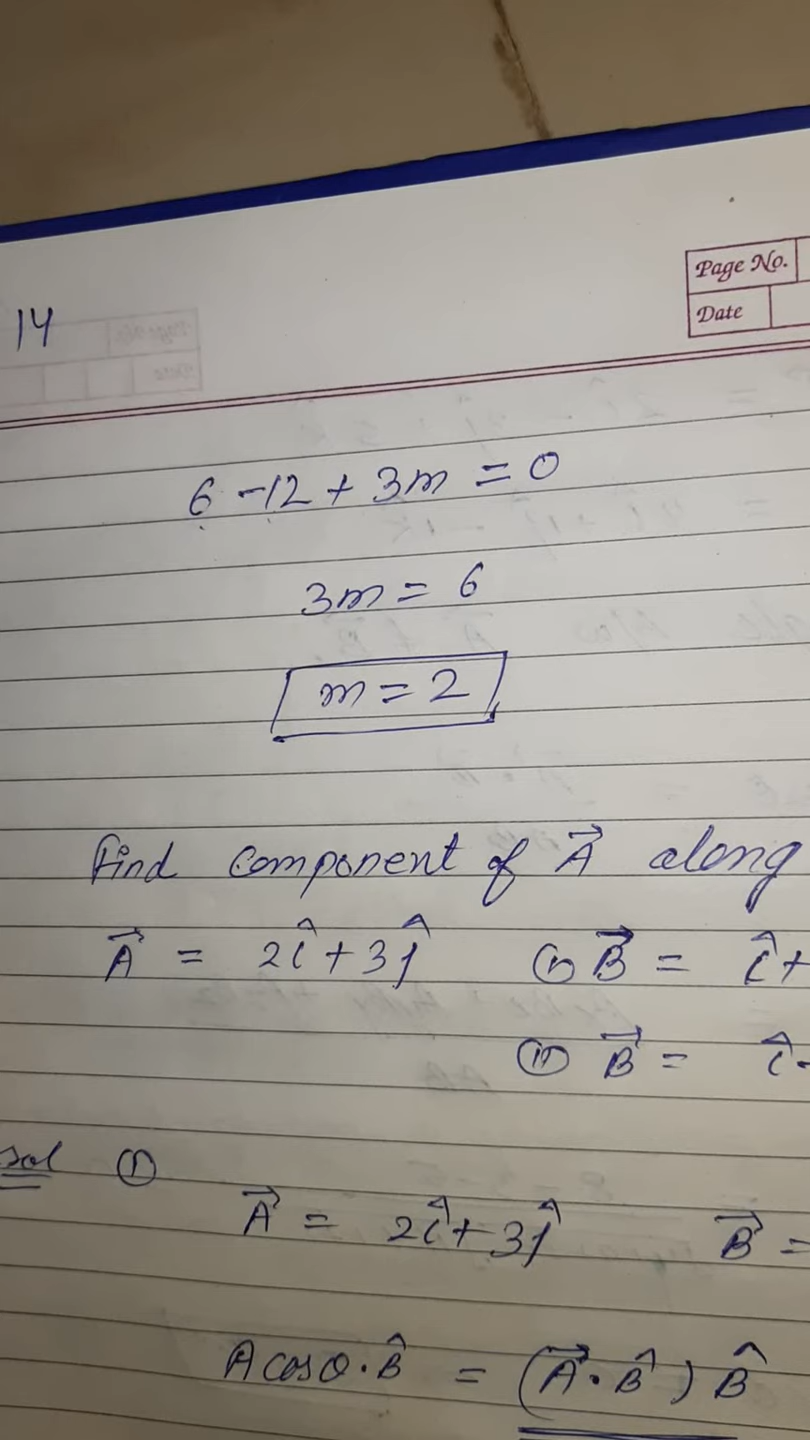 Page No.
Date
14
6 - 12 + 3m = 0
3m = 6
m = 2
Find component of A⃗ along
A⃗ = 2î + 3ĵ (i) B⃗ = î +
(ii) B⃗ = î -
Sol (1)
A⃗ = 2î + 3ĵ B⃗ =
A cosθ · B̂ = (A⃗ · B̂) B̂